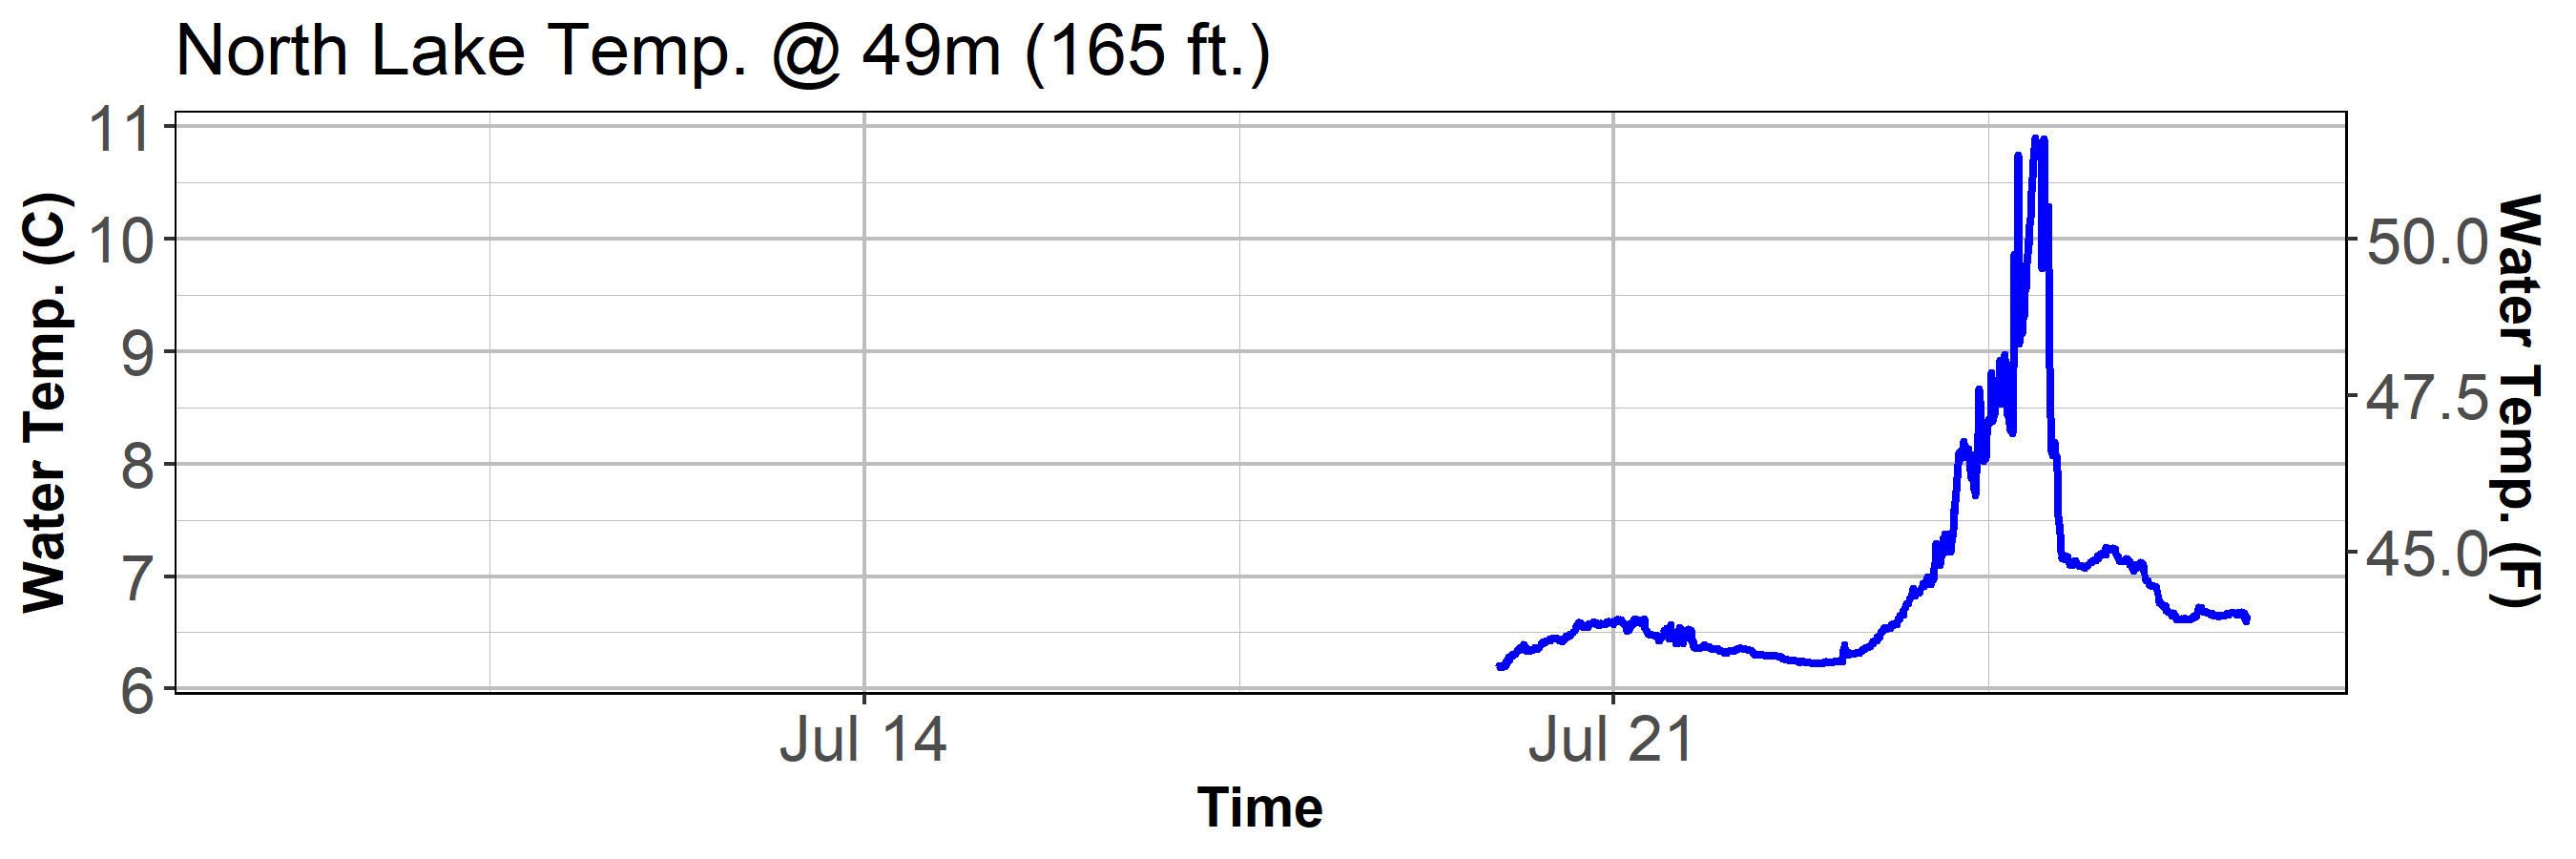 North Lake Temp. @ 49m (165 ft.)
Water Temp. (C)
11
10
9
8
7
6
50.0
47.5
45.0
Water Temp. (F)
Jul 14
Jul 21
Time